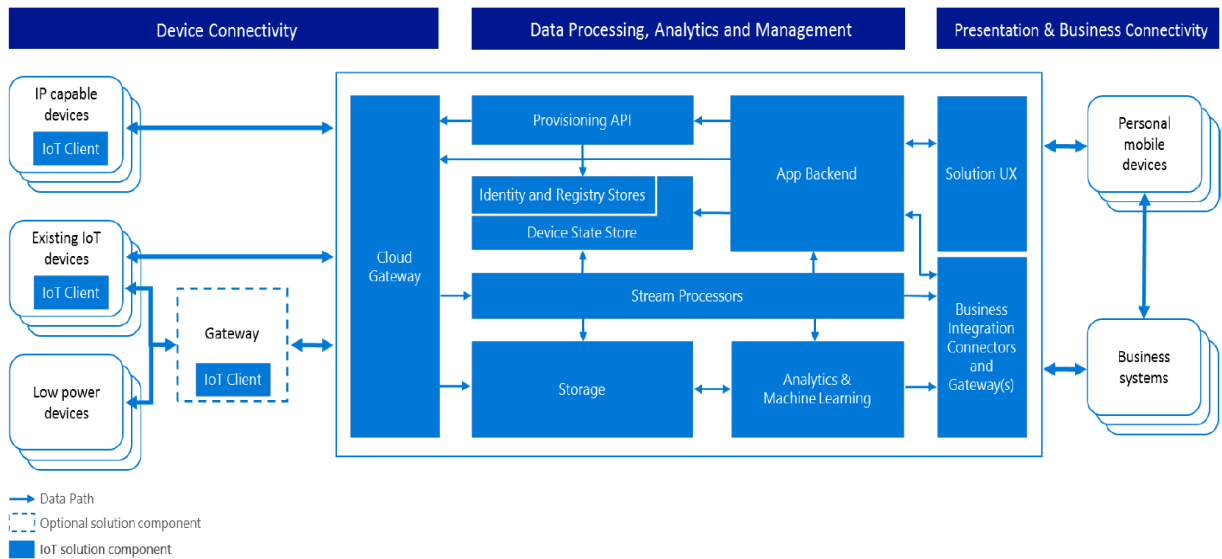 Device Connectivity
Data Processing, Analytics and Management
Presentation & Business Connectivity
IP capable
devices
IoT Client
Existing IoT
devices
IoT Client
Low power
devices
Gateway
IoT Client
Cloud
Gateway
Provisioning API
Identity and Registry Stores
Device State Store
App Backend
Stream Processors
Storage
Analytics &
Machine Learning
Solution UX
Business
Integration
Connectors
and
Gateway(s)
Personal
mobile
devices
Business
systems
Data Path
Optional solution component
IoT solution component